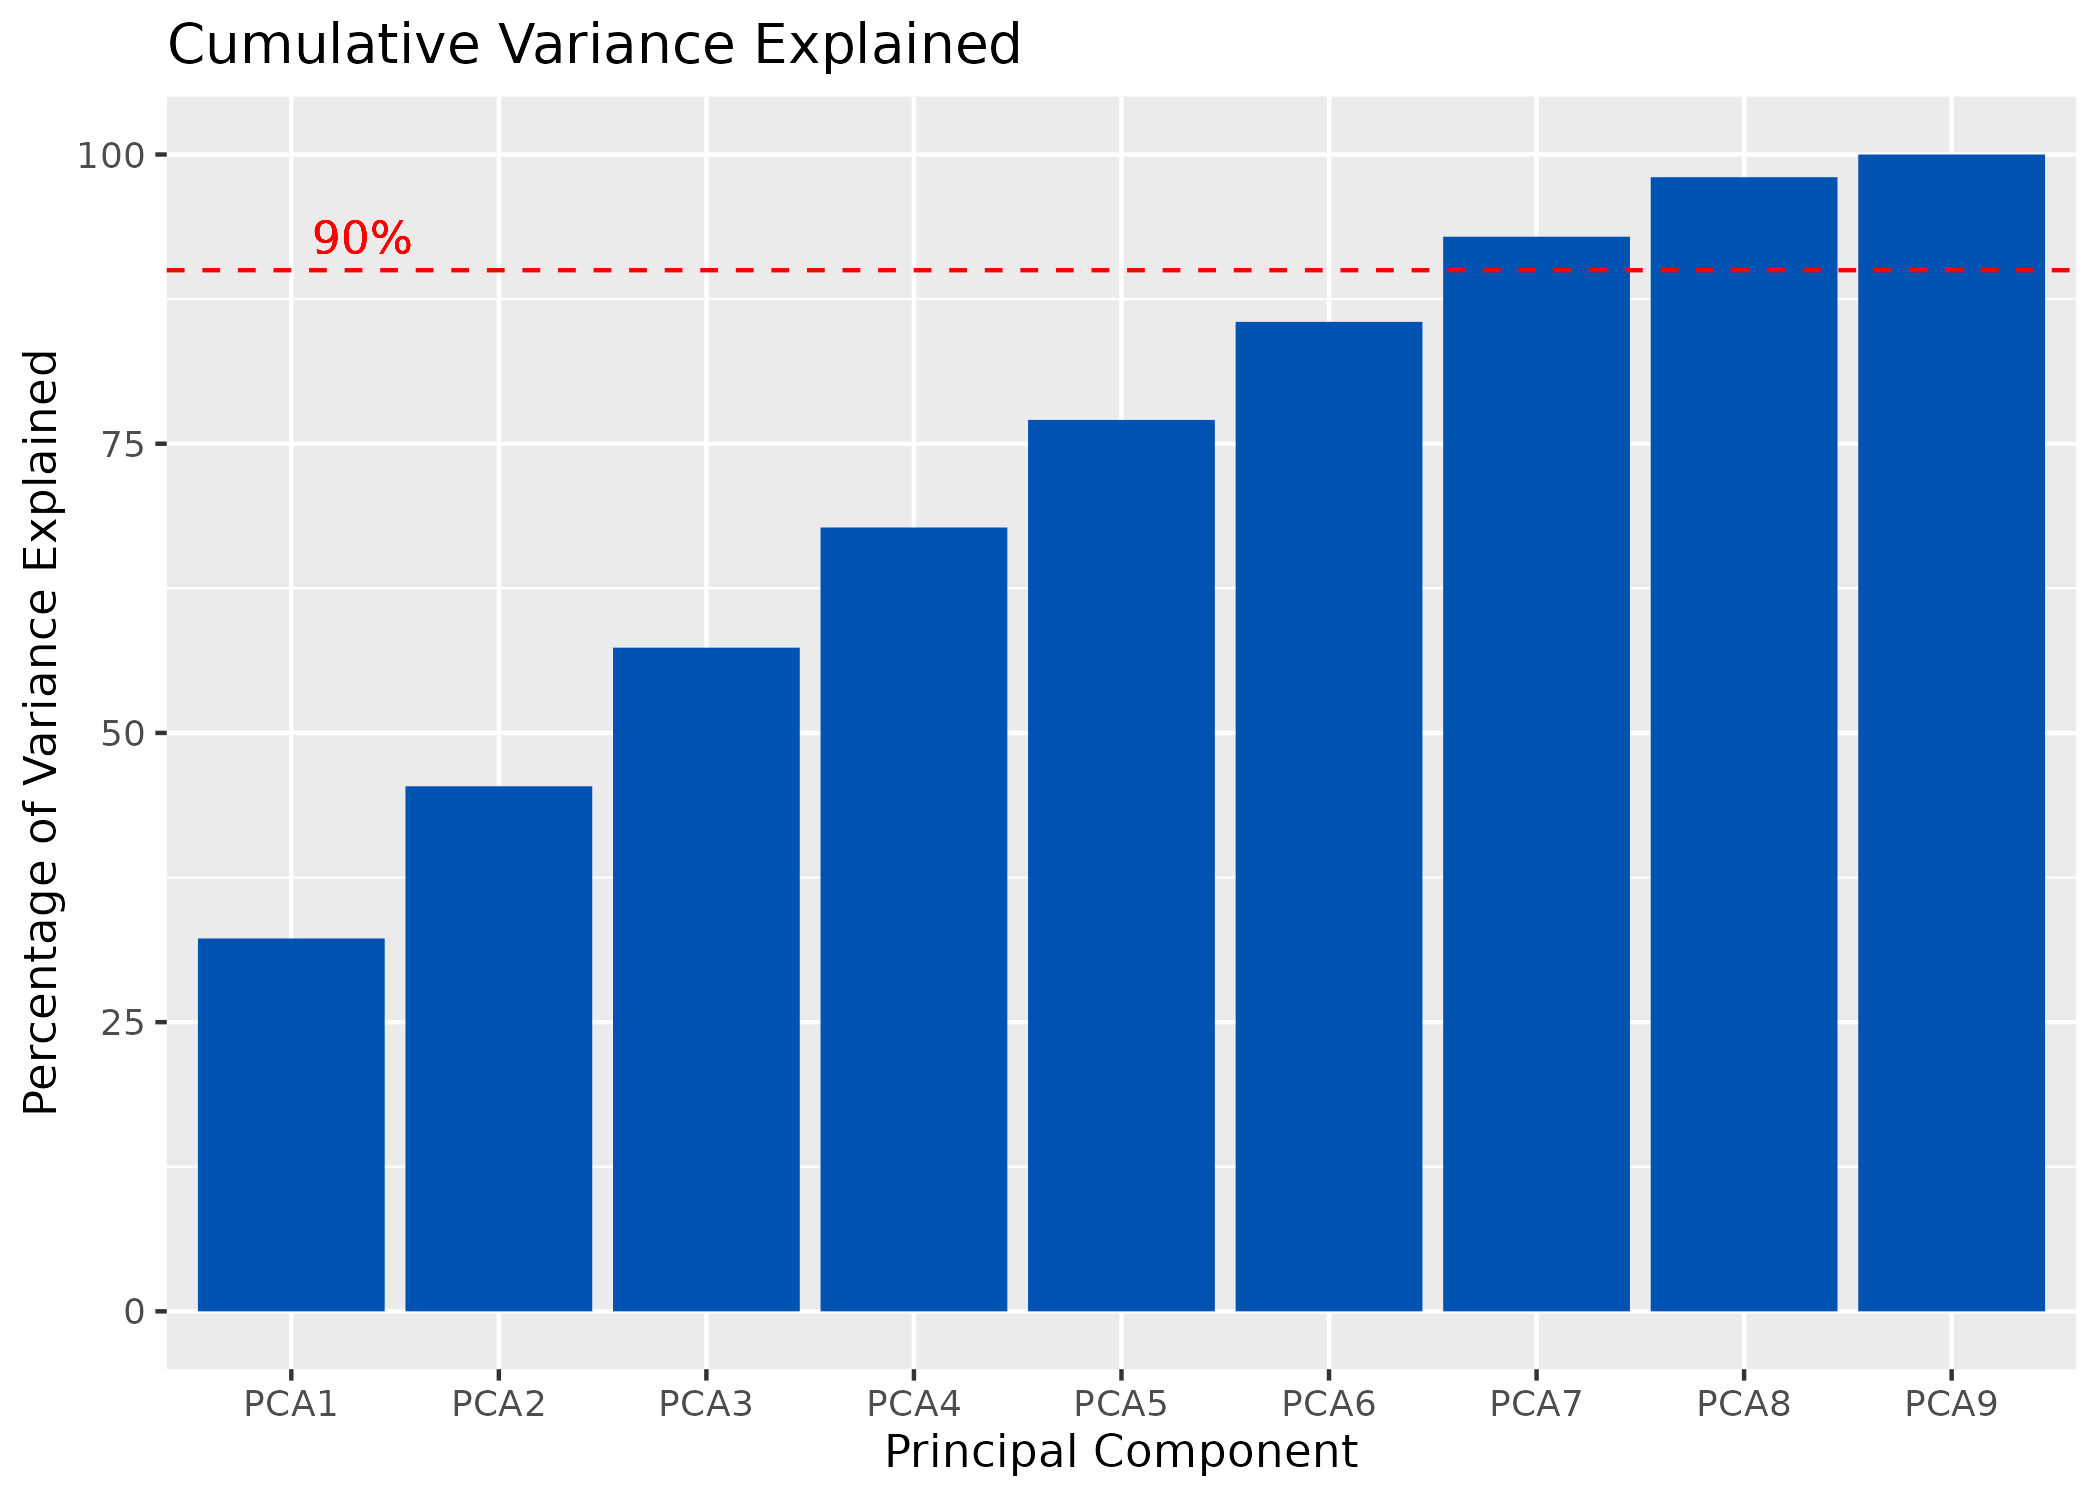 Cumulative Variance Explained
Percentage of Variance Explained
100
75
50
25
0
90%
PCA1 PCA2 PCA3 PCA4 PCA5 PCA6 PCA7 PCA8 PCA9
Principal Component